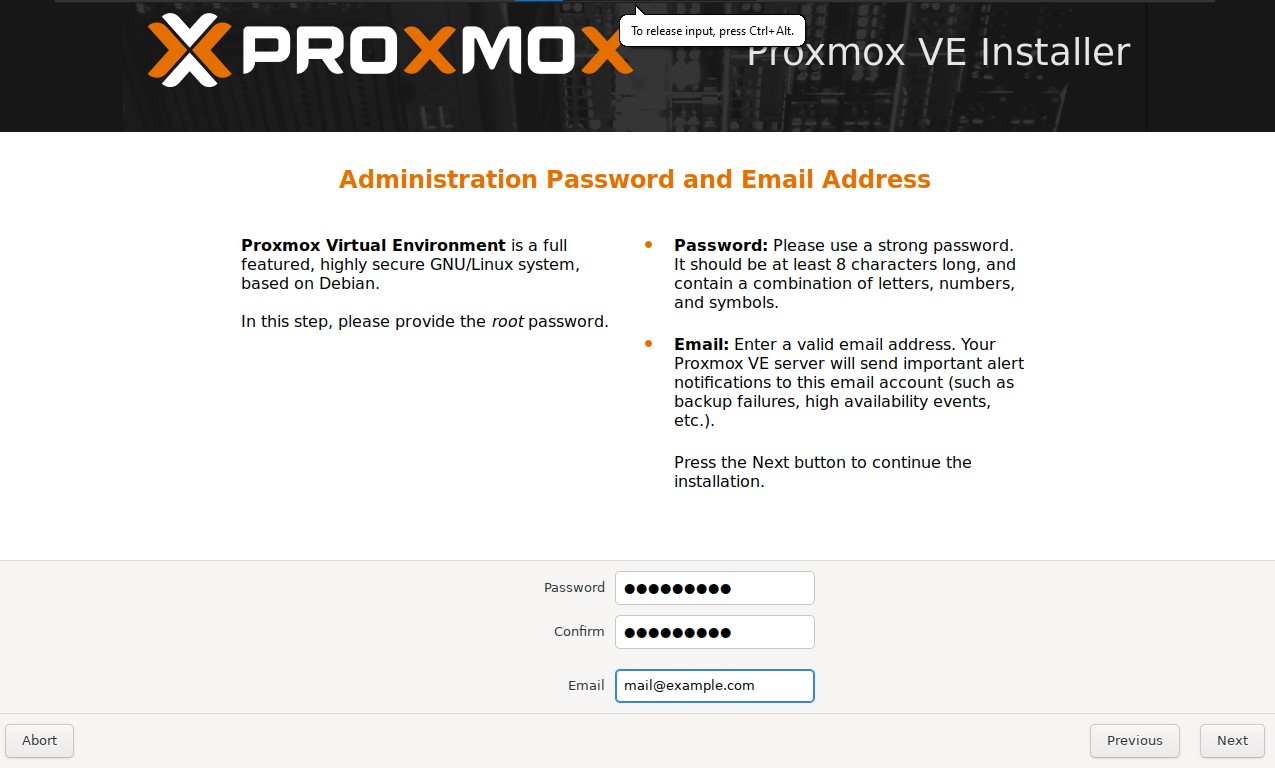 PROXMOX
To release input, press Ctrl+Alt.
Proxmox VE Installer
Administration Password and Email Address
Proxmox Virtual Environment is a full
featured, highly secure GNU/Linux system,
based on Debian.
In this step, please provide the root password.
Password: Please use a strong password.
It should be at least 8 characters long, and
contain a combination of letters, numbers,
and symbols.
Email: Enter a valid email address. Your
Proxmox VE server will send important alert
notifications to this email account (such as
backup failures, high availability events,
etc.).
Press the Next button to continue the
installation.
Password ●●●●●●●●●
Confirm ●●●●●●●●●
Email mail@example.com
Abort Previous Next